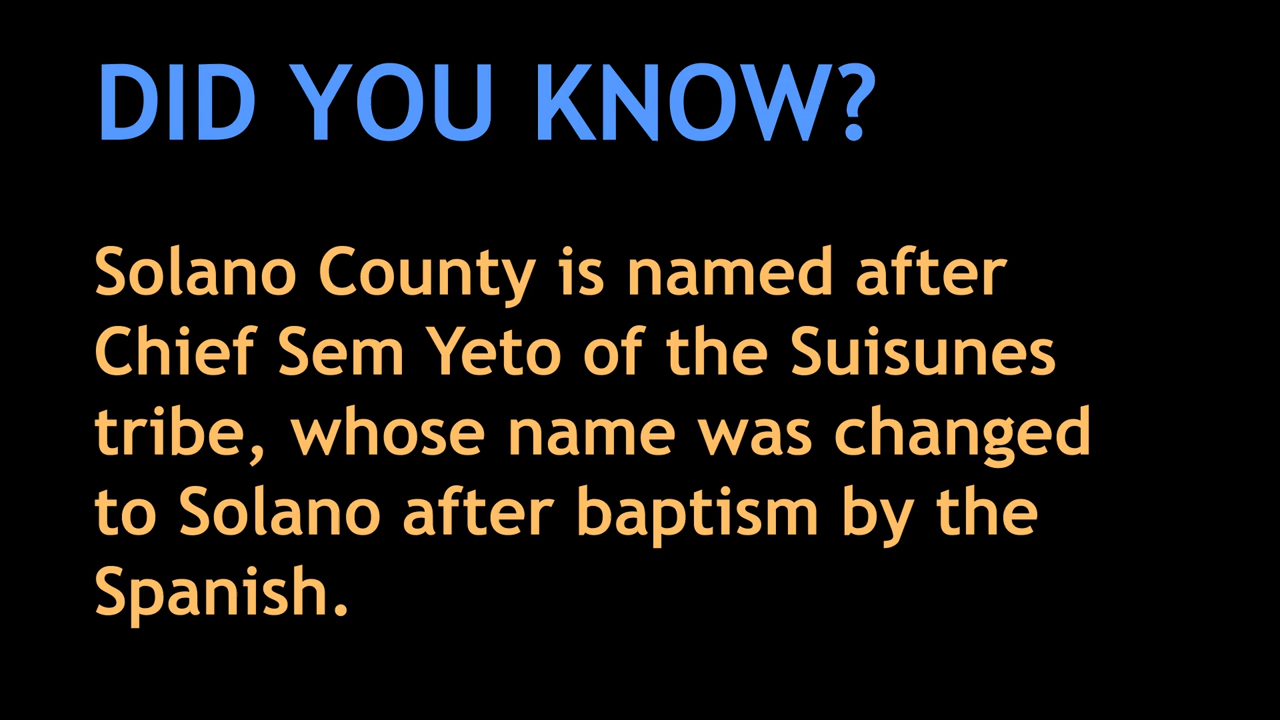 DID YOU KNOW?
Solano County is named after
Chief Sem Yeto of the Suisunes
tribe, whose name was changed
to Solano after baptism by the
Spanish.